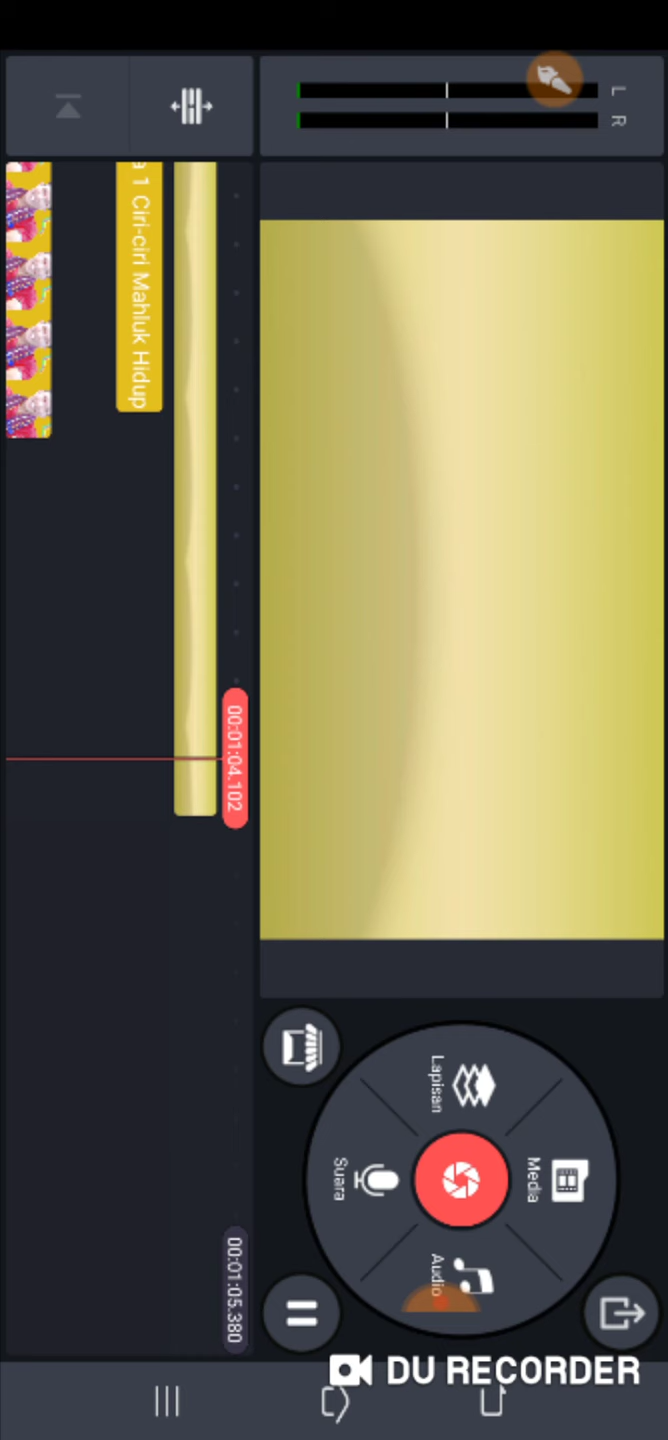 L
R
a 1 Ciri-ciri Mahluk Hidup
00:01:04.102
00:01:05.380
Media
Lapisan
Audio
Suara
DU RECORDER